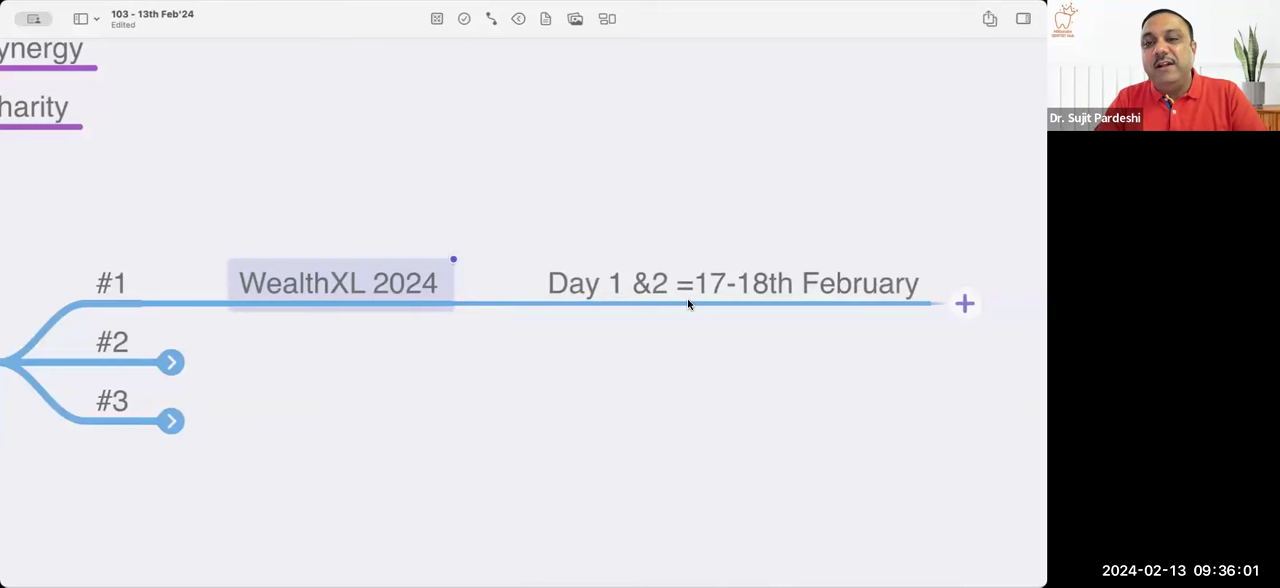 103 - 13th Feb'24
Edited
ynergy
harity
#1
WealthXL 2024
Day 1 &2 =17-18th February
#2
#3
Dr. Sujit Pardeshi
2024-02-13 09:36:01